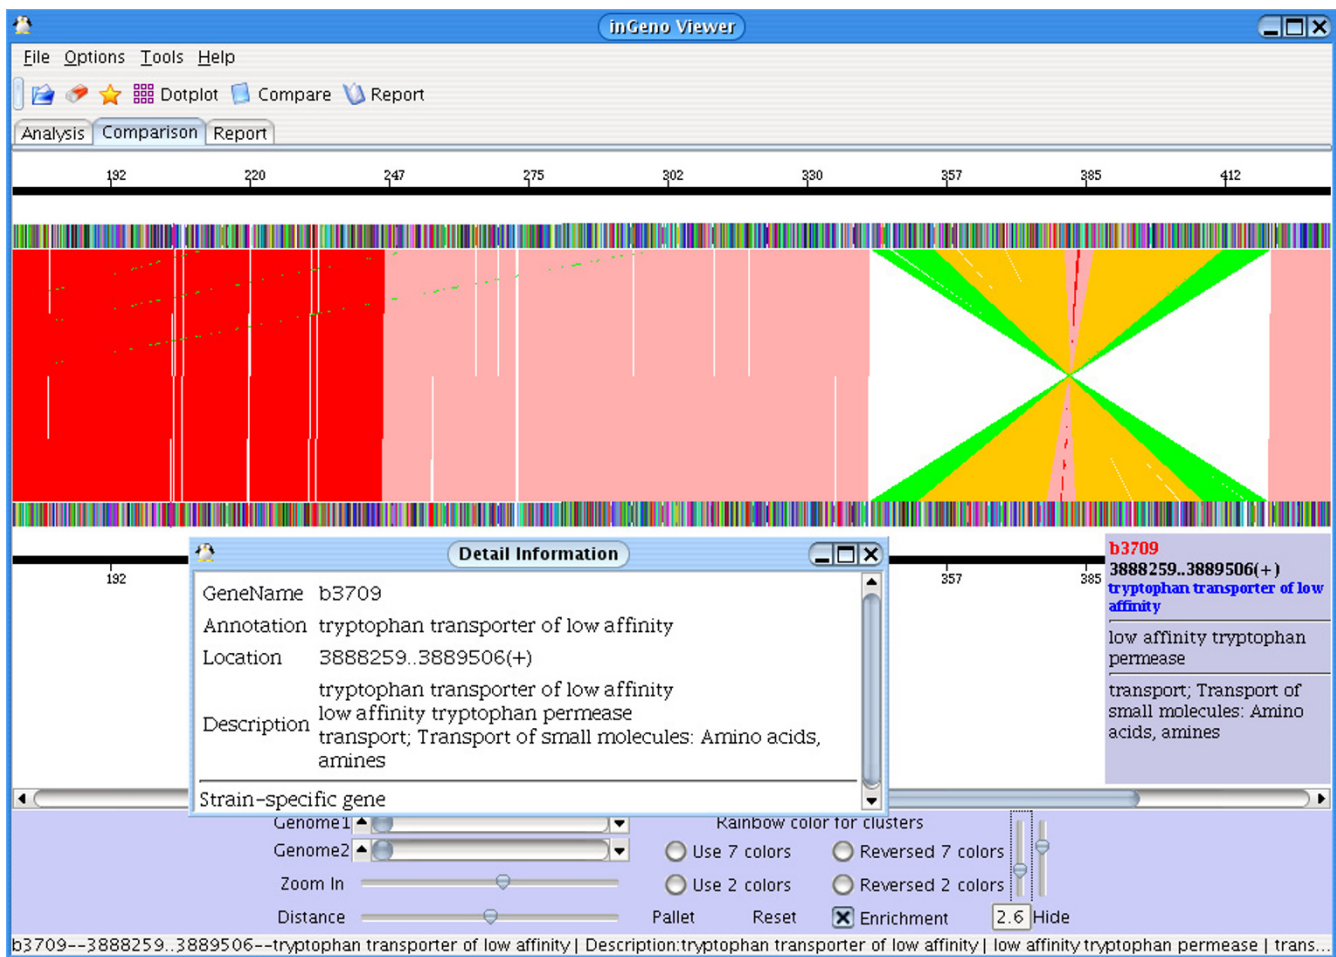 inGeno Viewer
File Options Tools Help
Dotplot Compare Report
Analysis Comparison Report
192 220 247 275 302 330 357 385 412
192 357 385
b3709
3888259..3889506(+)
tryptophan transporter of low
affinity
low affinity tryptophan
permease
transport; Transport of
small molecules: Amino
acids, amines
Detail Information
GeneName b3709
Annotation tryptophan transporter of low affinity
Location 3888259..3889506(+)
Description tryptophan transporter of low affinity
low affinity tryptophan permease
transport; Transport of small molecules: Amino acids,
amines
Strain-specific gene
Genome1 Rainbow color for clusters
Genome2 Use 7 colors Reversed 7 colors
Zoom In Use 2 colors Reversed 2 colors
Distance Pallet Reset Enrichment 2.6 Hide
b3709--3888259..3889506--tryptophan transporter of low affinity | Description:tryptophan transporter of low affinity | low affinity tryptophan permease | trans...